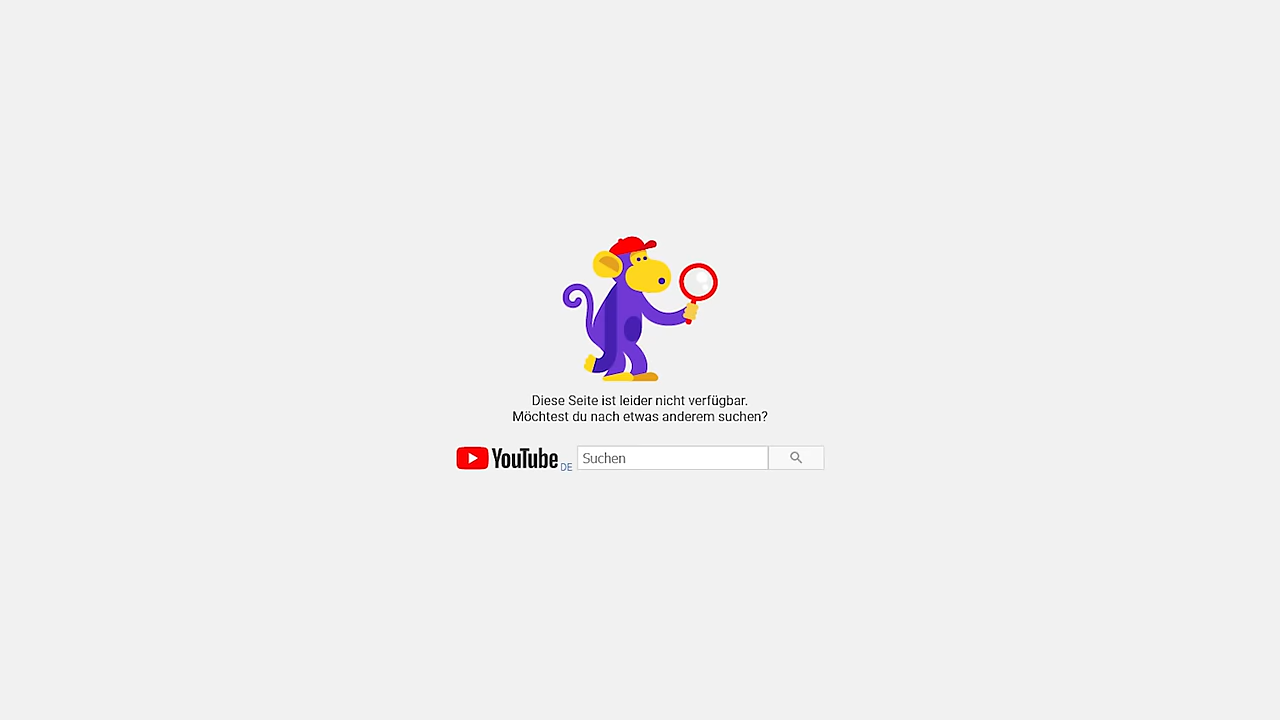 Diese Seite ist leider nicht verfügbar.
Möchtest du nach etwas anderem suchen?
YouTube DE Suchen